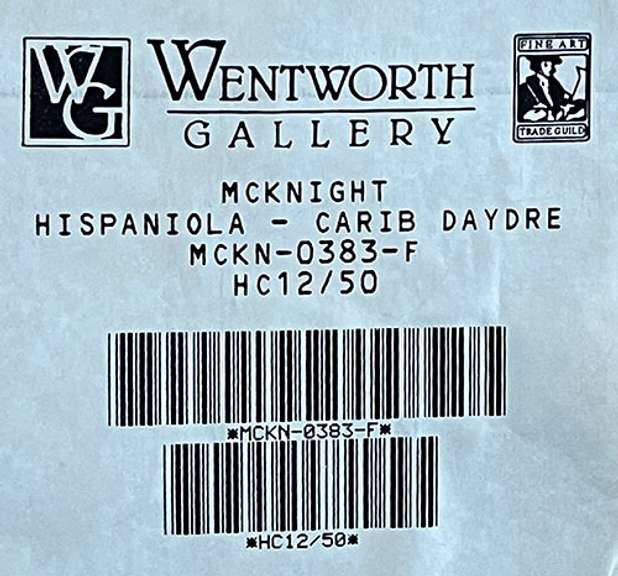 WG
WENTWORTH
GALLERY
FINE ART
TRADE GUILD
MCKNIGHT
HISPANIOLA - CARIB DAYDRE
MCKN-0383-F
HC12/50
*MCKN-0383-F*
*HC12/50*